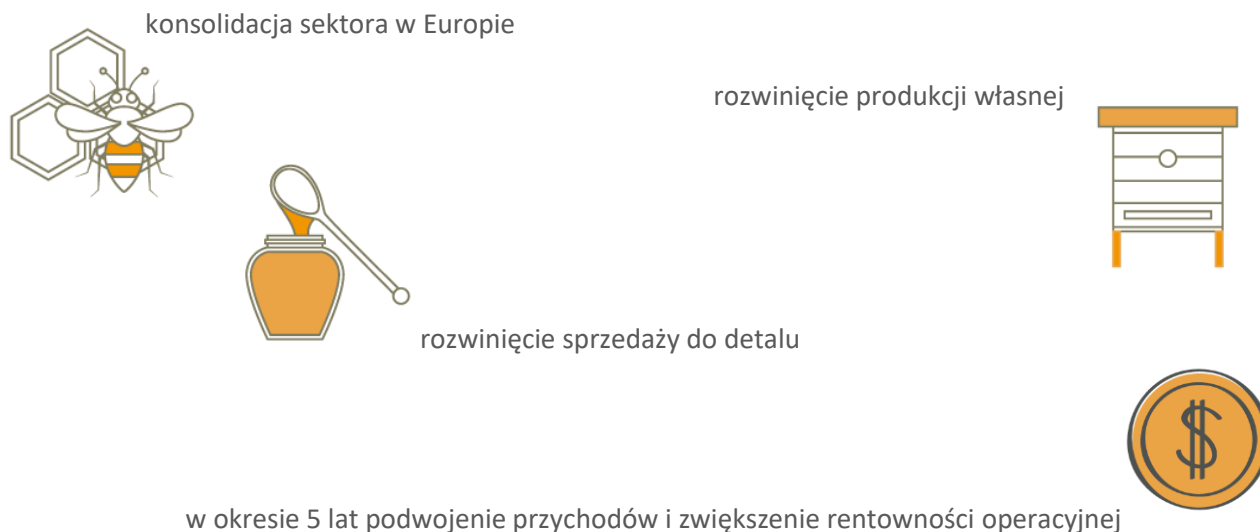 konsolidacja sektora w Europie
rozwinięcie produkcji własnej
rozwinięcie sprzedaży do detalu
w okresie 5 lat podwojenie przychodów i zwiększenie rentowności operacyjnej